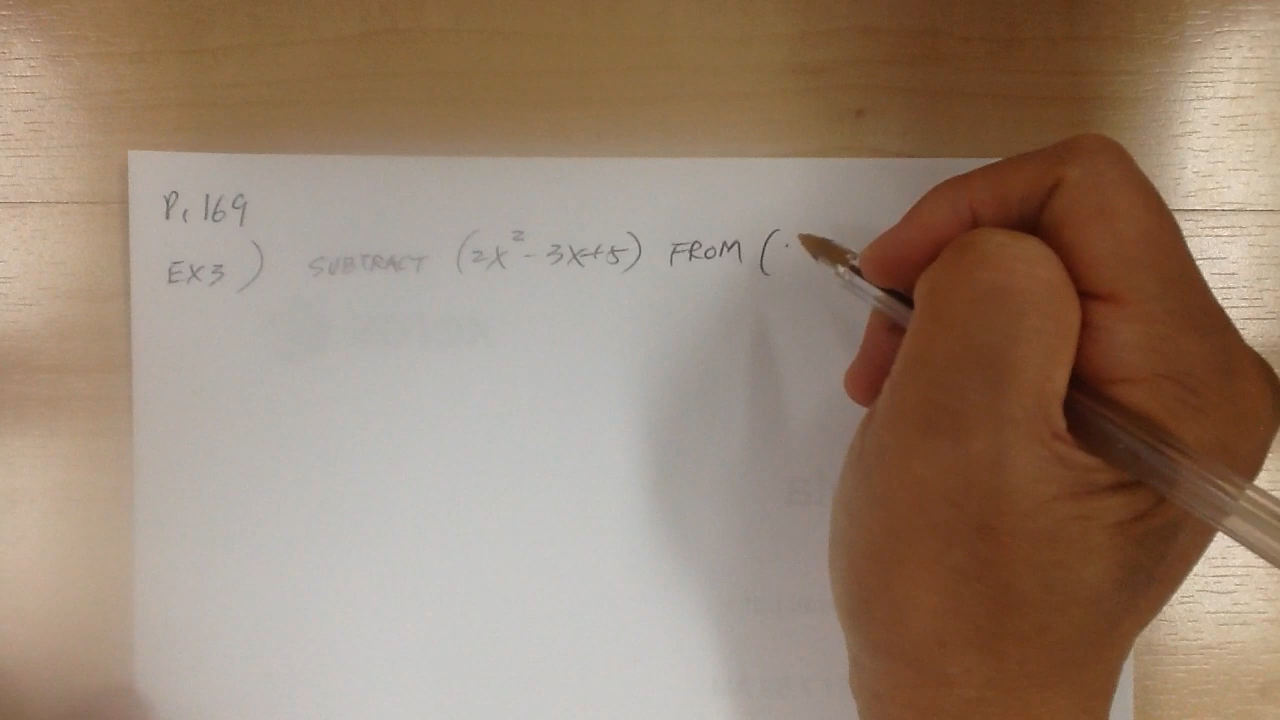 P. 169
EX3) SUBTRACT (2x² - 3x+5) FROM (